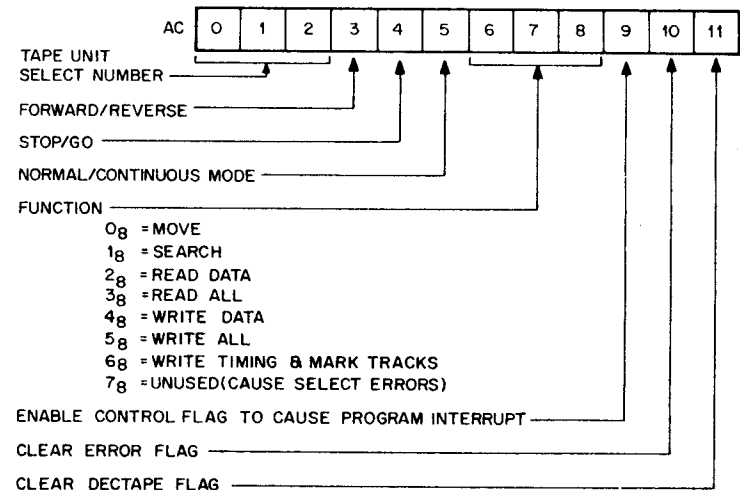 AC 0 1 2 3 4 5 6 7 8 9 10 11
TAPE UNIT
SELECT NUMBER
FORWARD/REVERSE
STOP/GO
NORMAL/CONTINUOUS MODE
FUNCTION
0₈ = MOVE
1₈ = SEARCH
2₈ = READ DATA
3₈ = READ ALL
4₈ = WRITE DATA
5₈ = WRITE ALL
6₈ = WRITE TIMING & MARK TRACKS
7₈ = UNUSED(CAUSE SELECT ERRORS)
ENABLE CONTROL FLAG TO CAUSE PROGRAM INTERRUPT
CLEAR ERROR FLAG
CLEAR DECTAPE FLAG